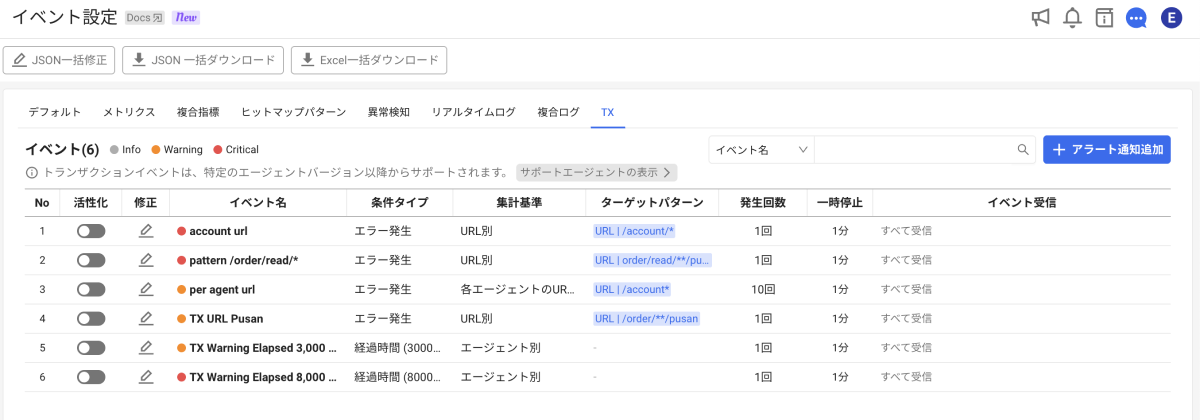 イベント設定 Docs New
E
JSON一括修正 JSON 一括ダウンロード Excel一括ダウンロード
デフォルト メトリクス 複合指標 ヒットマップパターン 異常検知 リアルタイムログ 複合ログ TX
イベント(6) Info Warning Critical イベント名 アラート通知追加
トランザクションイベントは、特定のエージェントバージョン以降からサポートされます。 サポートエージェントの表示
No 活性化 修正 イベント名 条件タイプ 集計基準 ターゲットパターン 発生回数 一時停止 イベント受信
1 account url エラー発生 URL別 URL | /account/* 1回 1分 すべて受信
2 pattern /order/read/* エラー発生 URL別 URL | order/read/**/pu... 1回 1分 すべて受信
3 per agent url エラー発生 各エージェントのUR... URL | /account* 10回 1分 すべて受信
4 TX URL Pusan エラー発生 URL別 URL | /order/**/pusan 1回 1分 すべて受信
5 TX Warning Elapsed 3,000 ... 経過時間 (3000... エージェント別 - 1回 1分 すべて受信
6 TX Warning Elapsed 8,000 ... 経過時間 (8000... エージェント別 - 1回 1分 すべて受信